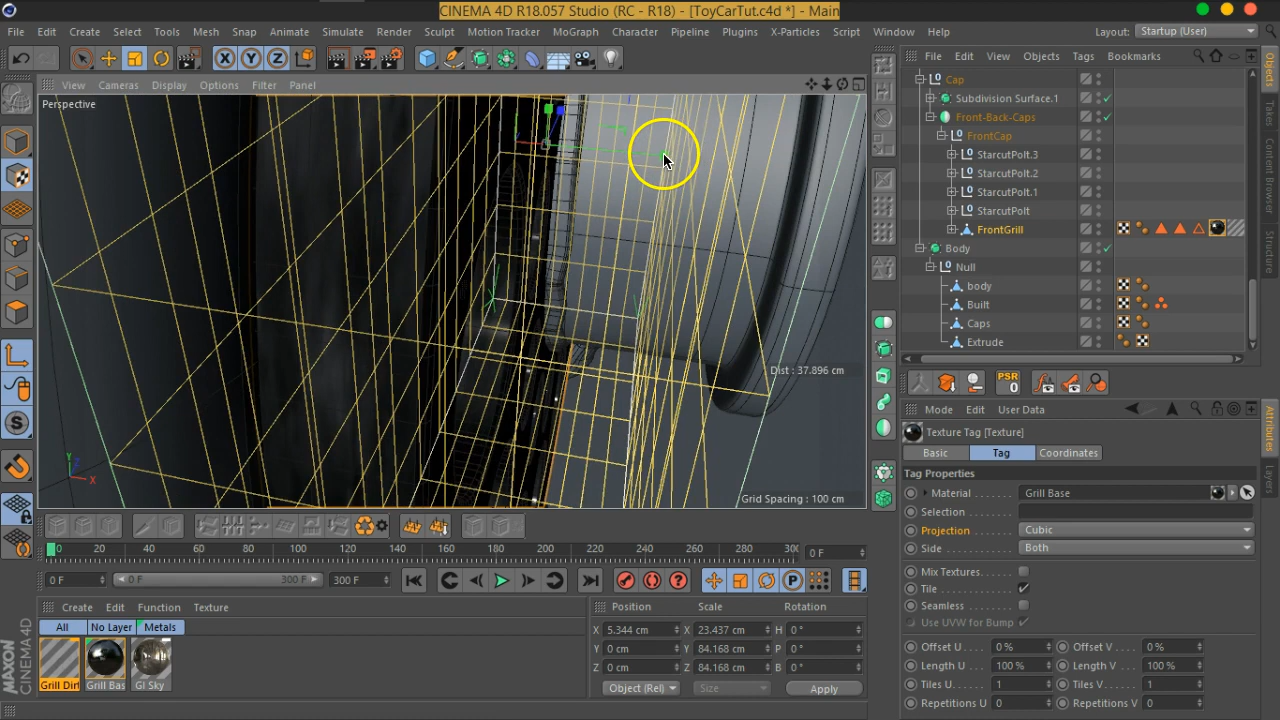 CINEMA 4D R18.057 Studio (RC - R18) - [ToyCarTut.c4d *] - Main
File Edit Create Select Tools Mesh Snap Animate Simulate Render Sculpt Motion Tracker MoGraph Character Pipeline Plugins X-Particles Script Window Help Layout: Startup (User)
X Y Z
File Edit View Objects Tags Bookmarks
View Cameras Display Options Filter Panel
Perspective
Cap
Subdivision Surface.1
Front-Back-Caps
FrontCap
StarcutPolt.3
StarcutPolt.2
StarcutPolt.1
StarcutPolt
FrontGrill
Body
Null
body
Built
Caps
Extrude
Objects
Takes
Content Browser
Structure
Dist : 37.896 cm
Grid Spacing : 100 cm
Y
Z
X
PSR
0
Mode Edit User Data
Texture Tag [Texture]
Basic Tag Coordinates
Tag Properties
Material Grill Base
Selection
Projection Cubic
Side Both
Mix Textures
Tile
Seamless
Use UVW for Bump
Offset U 0 % Offset V 0 %
Length U 100 % Length V 100 %
Tiles U 1 Tiles V 1
Repetitions U 0 Repetitions V 0
Attributes
Layers
0 20 40 60 80 100 120 140 160 180 200 220 240 260 280 300 0 F
0 F 0 F 300 F 300 F
Create Edit Function Texture
All No Layer Metals
Grill Dirt Grill Bas GI Sky
Position Scale Rotation
X 5.344 cm X 23.437 cm H 0 °
Y 0 cm Y 84.168 cm P 0 °
Z 0 cm Z 84.168 cm B 0 °
Object (Rel) Size Apply
MAXON
CINEMA 4D